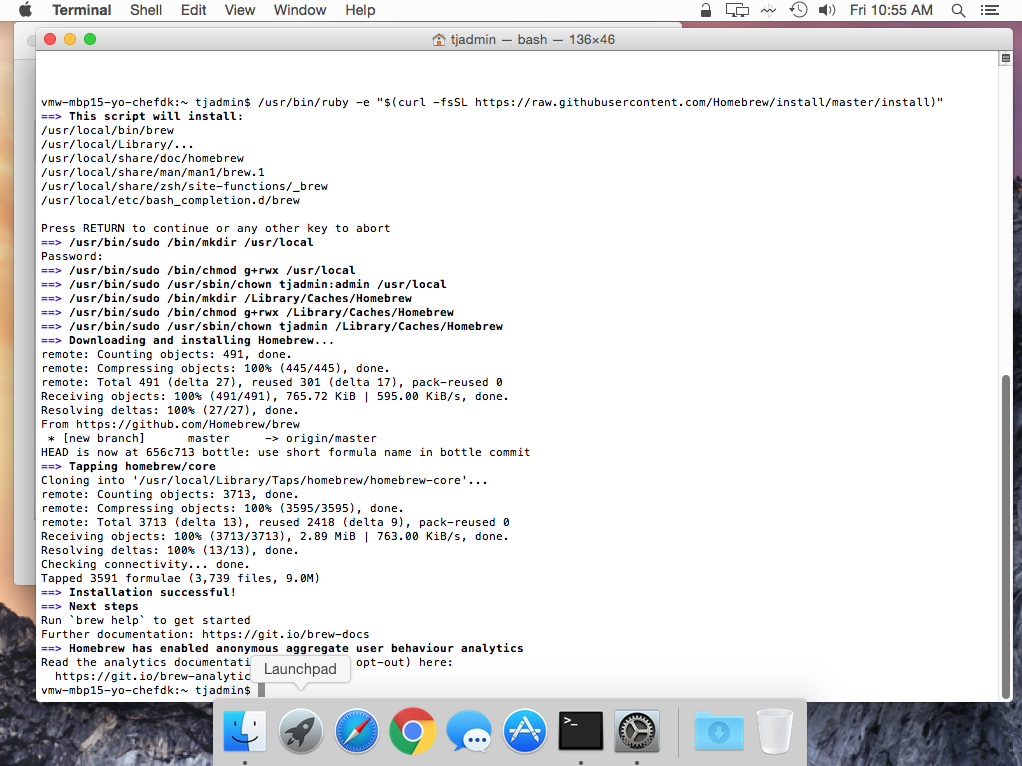 Terminal Shell Edit View Window Help Fri 10:55 AM
tjadmin — bash — 136×46
vmw-mbp15-yo-chefdk:~ tjadmin$ /usr/bin/ruby -e "$(curl -fsSL https://raw.githubusercontent.com/Homebrew/install/master/install)"
==> This script will install:
/usr/local/bin/brew
/usr/local/Library/...
/usr/local/share/doc/homebrew
/usr/local/share/man/man1/brew.1
/usr/local/share/zsh/site-functions/_brew
/usr/local/etc/bash_completion.d/brew
Press RETURN to continue or any other key to abort
==> /usr/bin/sudo /bin/mkdir /usr/local
Password:
==> /usr/bin/sudo /bin/chmod g+rwx /usr/local
==> /usr/bin/sudo /usr/sbin/chown tjadmin:admin /usr/local
==> /usr/bin/sudo /bin/mkdir /Library/Caches/Homebrew
==> /usr/bin/sudo /bin/chmod g+rwx /Library/Caches/Homebrew
==> /usr/bin/sudo /usr/sbin/chown tjadmin /Library/Caches/Homebrew
==> Downloading and installing Homebrew...
remote: Counting objects: 491, done.
remote: Compressing objects: 100% (445/445), done.
remote: Total 491 (delta 27), reused 301 (delta 17), pack-reused 0
Receiving objects: 100% (491/491), 765.72 KiB | 595.00 KiB/s, done.
Resolving deltas: 100% (27/27), done.
From https://github.com/Homebrew/brew
 * [new branch]      master     -> origin/master
HEAD is now at 656c713 bottle: use short formula name in bottle commit
==> Tapping homebrew/core
Cloning into '/usr/local/Library/Taps/homebrew/homebrew-core'...
remote: Counting objects: 3713, done.
remote: Compressing objects: 100% (3595/3595), done.
remote: Total 3713 (delta 13), reused 2418 (delta 9), pack-reused 0
Receiving objects: 100% (3713/3713), 2.89 MiB | 763.00 KiB/s, done.
Resolving deltas: 100% (13/13), done.
Checking connectivity... done.
Tapped 3591 formulae (3,739 files, 9.0M)
==> Installation successful!
==> Next steps
Run `brew help` to get started
Further documentation: https://git.io/brew-docs
==> Homebrew has enabled anonymous aggregate user behaviour analytics
Read the analytics documentati opt-out) here:
  https://git.io/brew-analytic
vmw-mbp15-yo-chefdk:~ tjadmin$
Launchpad
>_